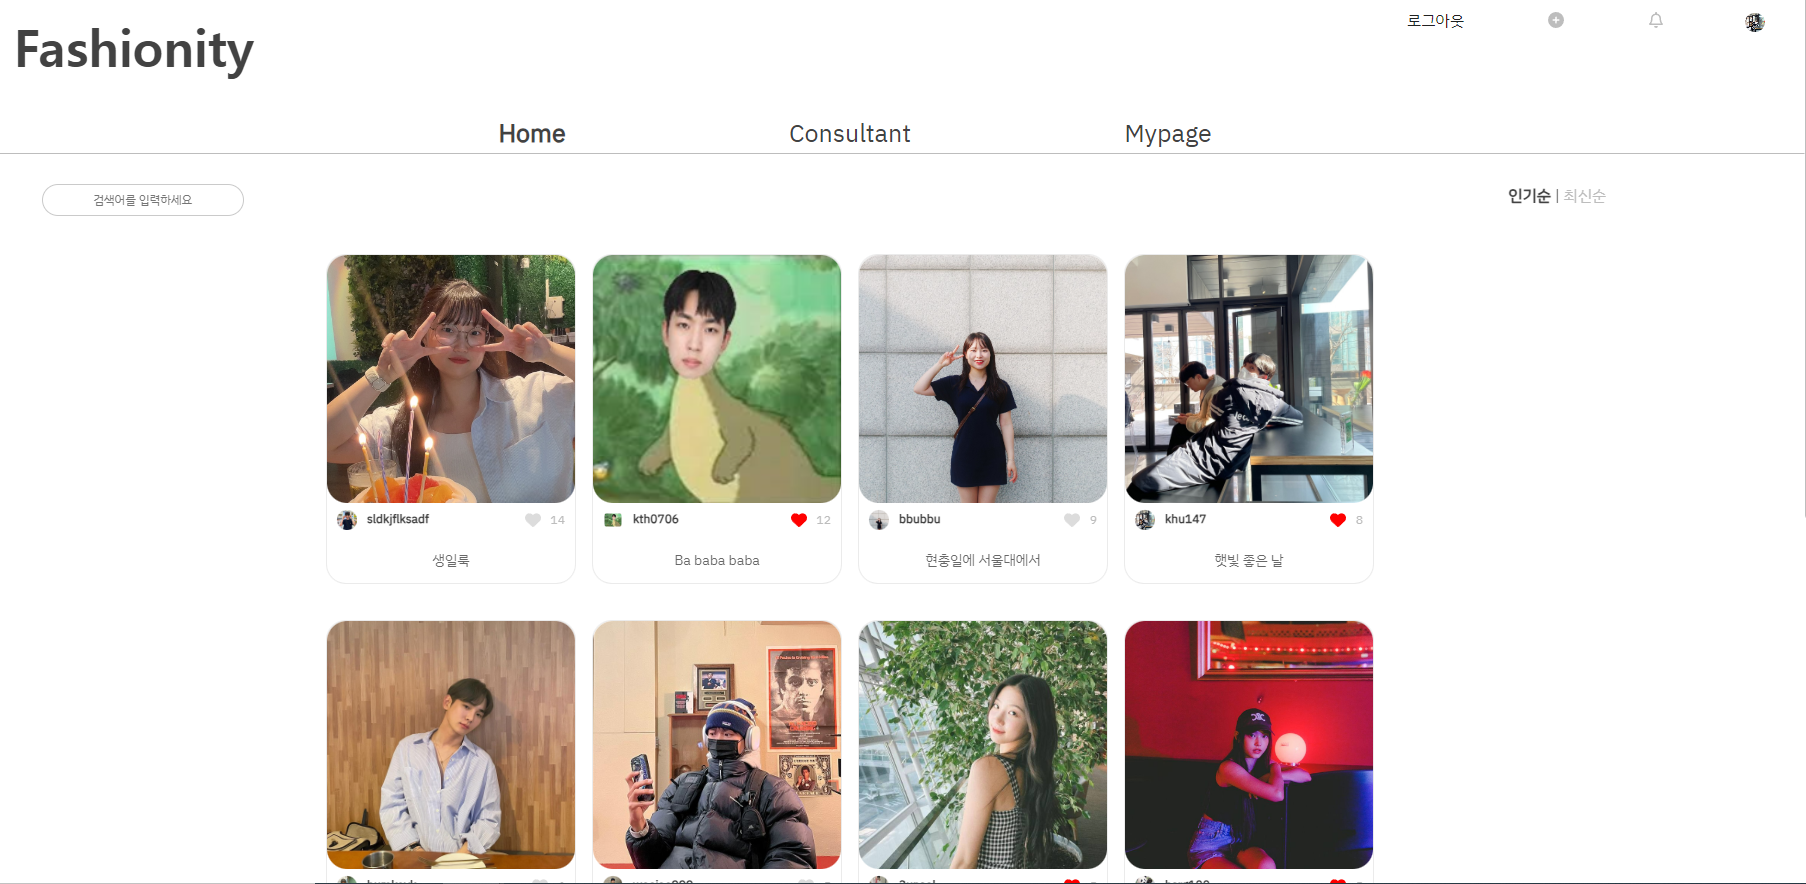 Fashionity
로그아웃
Home Consultant Mypage
검색어를 입력하세요
인기순 | 최신순
sldkjflksadf 14
kth0706 12
bbubbu 9
khu147 8
생일룩
Ba baba baba
현충일에 서울대에서
햇빛 좋은 날